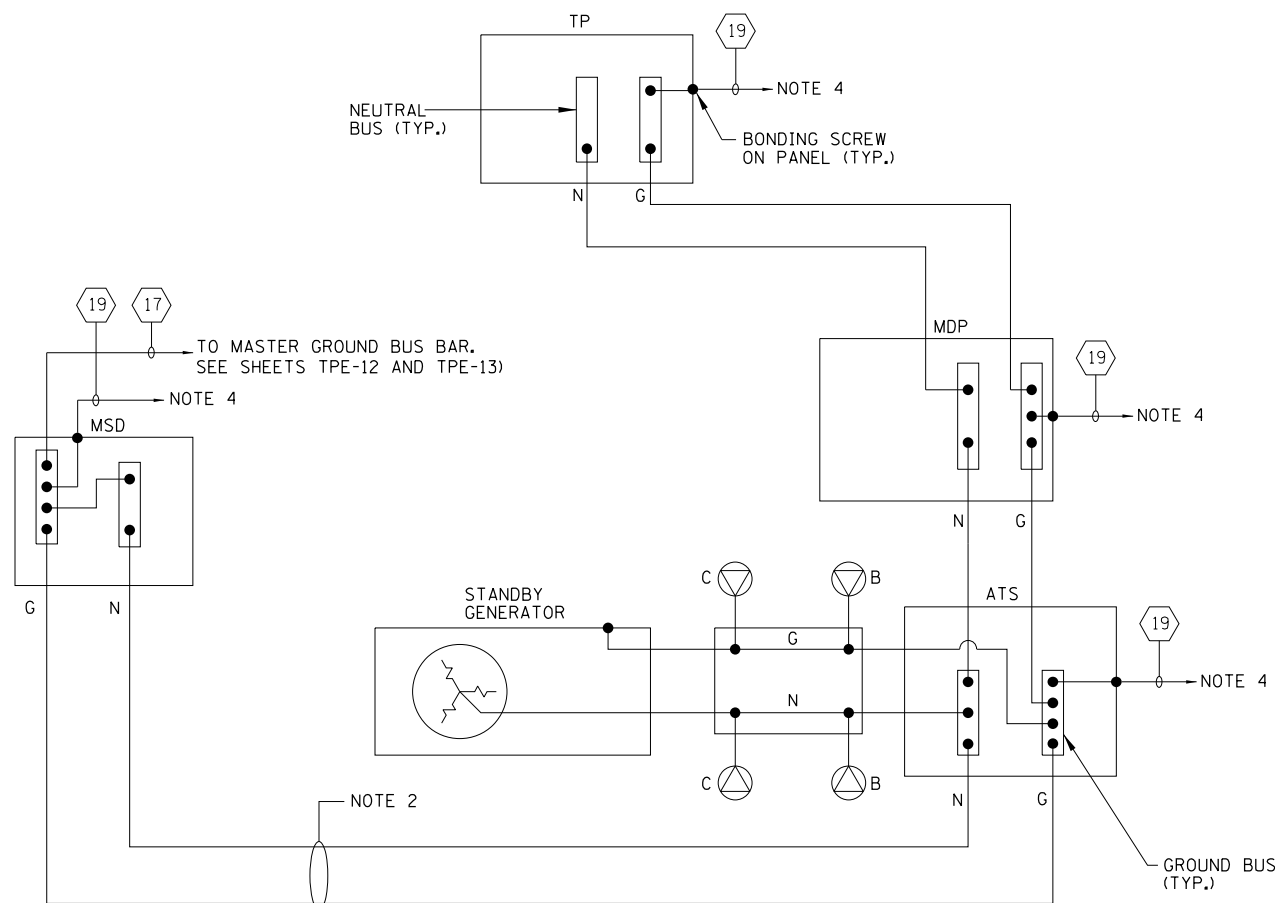 TP
19
NOTE 4
NEUTRAL
BUS (TYP.)
BONDING SCREW
ON PANEL (TYP.)
N
G
19
17
TO MASTER GROUND BUS BAR.
SEE SHEETS TPE-12 AND TPE-13)
NOTE 4
MSD
MDP
19
NOTE 4
N
G
G
N
STANDBY
GENERATOR
C
B
G
N
C
B
ATS
19
NOTE 4
N
G
NOTE 2
GROUND BUS
(TYP.)